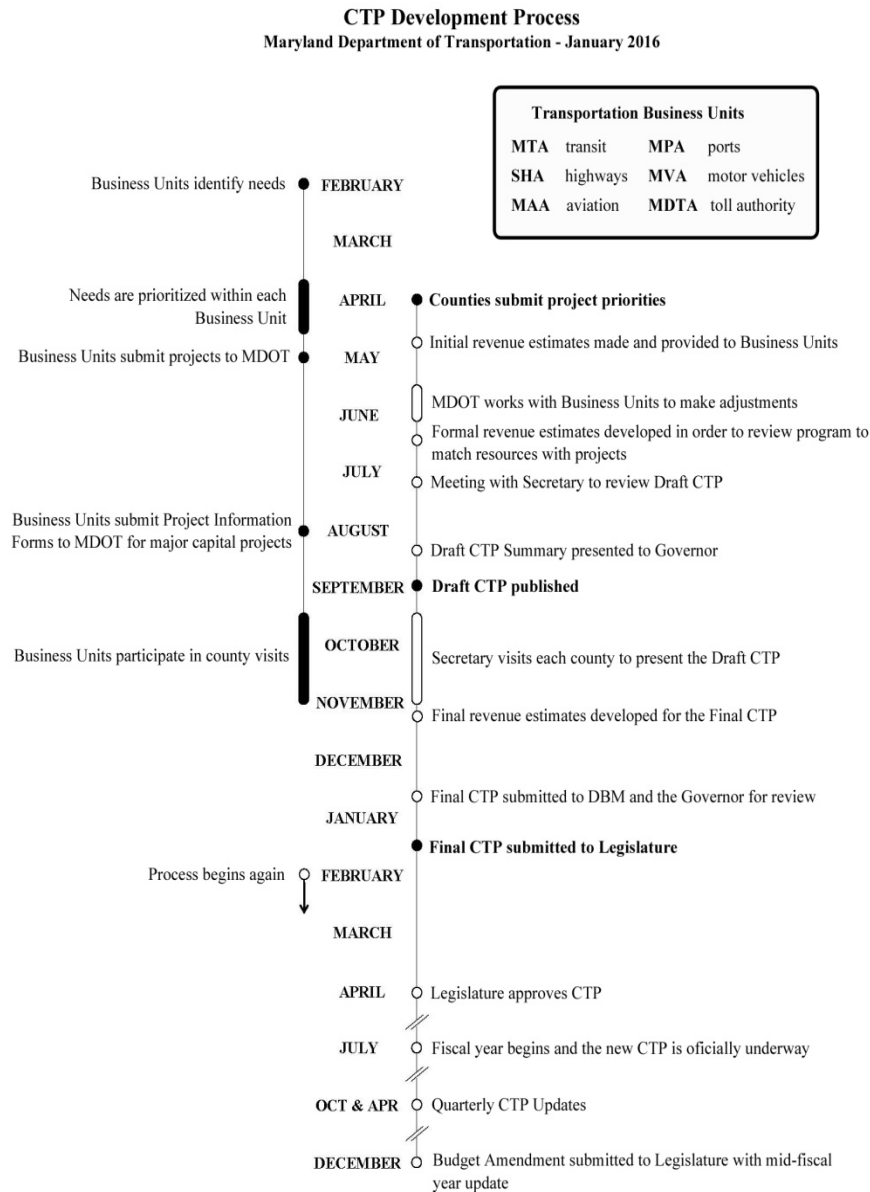 CTP Development Process
Maryland Department of Transportation - January 2016
Transportation Business Units
MTA transit MPA ports
SHA highways MVA motor vehicles
MAA aviation MDTA toll authority
Business Units identify needs
FEBRUARY
MARCH
Needs are prioritized within each
Business Unit
APRIL
Counties submit project priorities
Initial revenue estimates made and provided to Business Units
Business Units submit projects to MDOT
MAY
MDOT works with Business Units to make adjustments
JUNE
Formal revenue estimates developed in order to review program to
match resources with projects
JULY
Meeting with Secretary to review Draft CTP
Business Units submit Project Information
Forms to MDOT for major capital projects
AUGUST
Draft CTP Summary presented to Governor
SEPTEMBER
Draft CTP published
Business Units participate in county visits
OCTOBER
Secretary visits each county to present the Draft CTP
NOVEMBER
Final revenue estimates developed for the Final CTP
DECEMBER
Final CTP submitted to DBM and the Governor for review
JANUARY
Final CTP submitted to Legislature
Process begins again
FEBRUARY
MARCH
APRIL
Legislature approves CTP
JULY
Fiscal year begins and the new CTP is oficially underway
OCT & APR
Quarterly CTP Updates
DECEMBER
Budget Amendment submitted to Legislature with mid-fiscal
year update